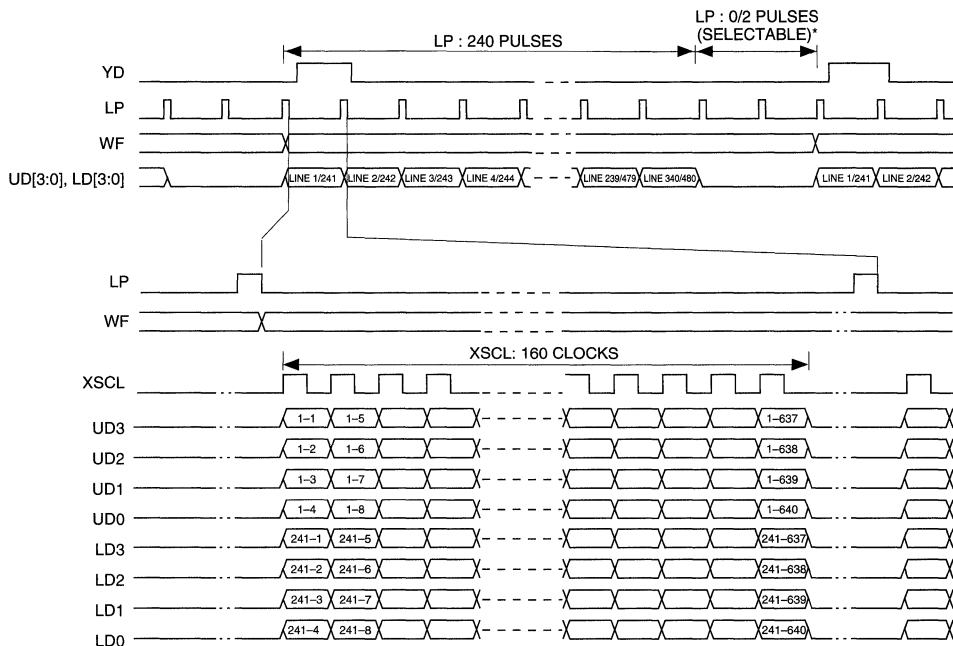 LP : 240 PULSES
LP : 0/2 PULSES
(SELECTABLE)*
YD
LP
WF
UD[3:0], LD[3:0]
LINE 1/241 LINE 2/242 LINE 3/243 LINE 4/244 LINE 239/479 LINE 340/480 LINE 1/241 LINE 2/242
LP
WF
XSCL: 160 CLOCKS
XSCL
UD3 1–1 1–5 1–637
UD2 1–2 1–6 1–638
UD1 1–3 1–7 1–639
UD0 1–4 1–8 1–640
LD3 241–1 241–5 241–637
LD2 241–2 241–6 241–638
LD1 241–3 241–7 241–639
LD0 241–4 241–8 241–640